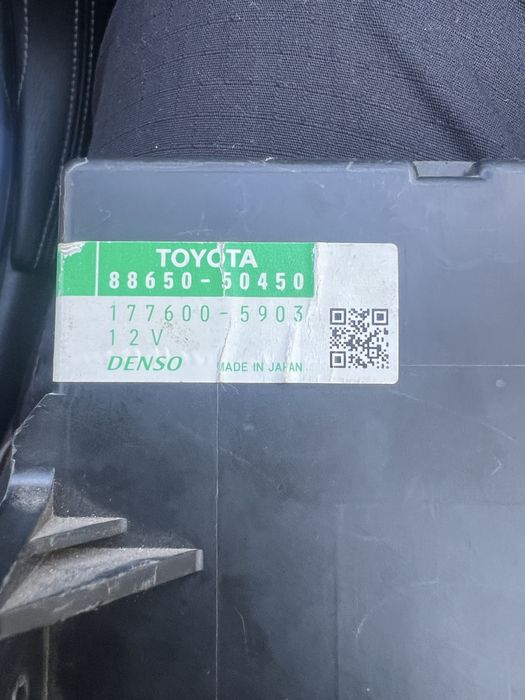 TOYOTA
88650-50450
177600-5903
12V
DENSO MADE IN JAPAN